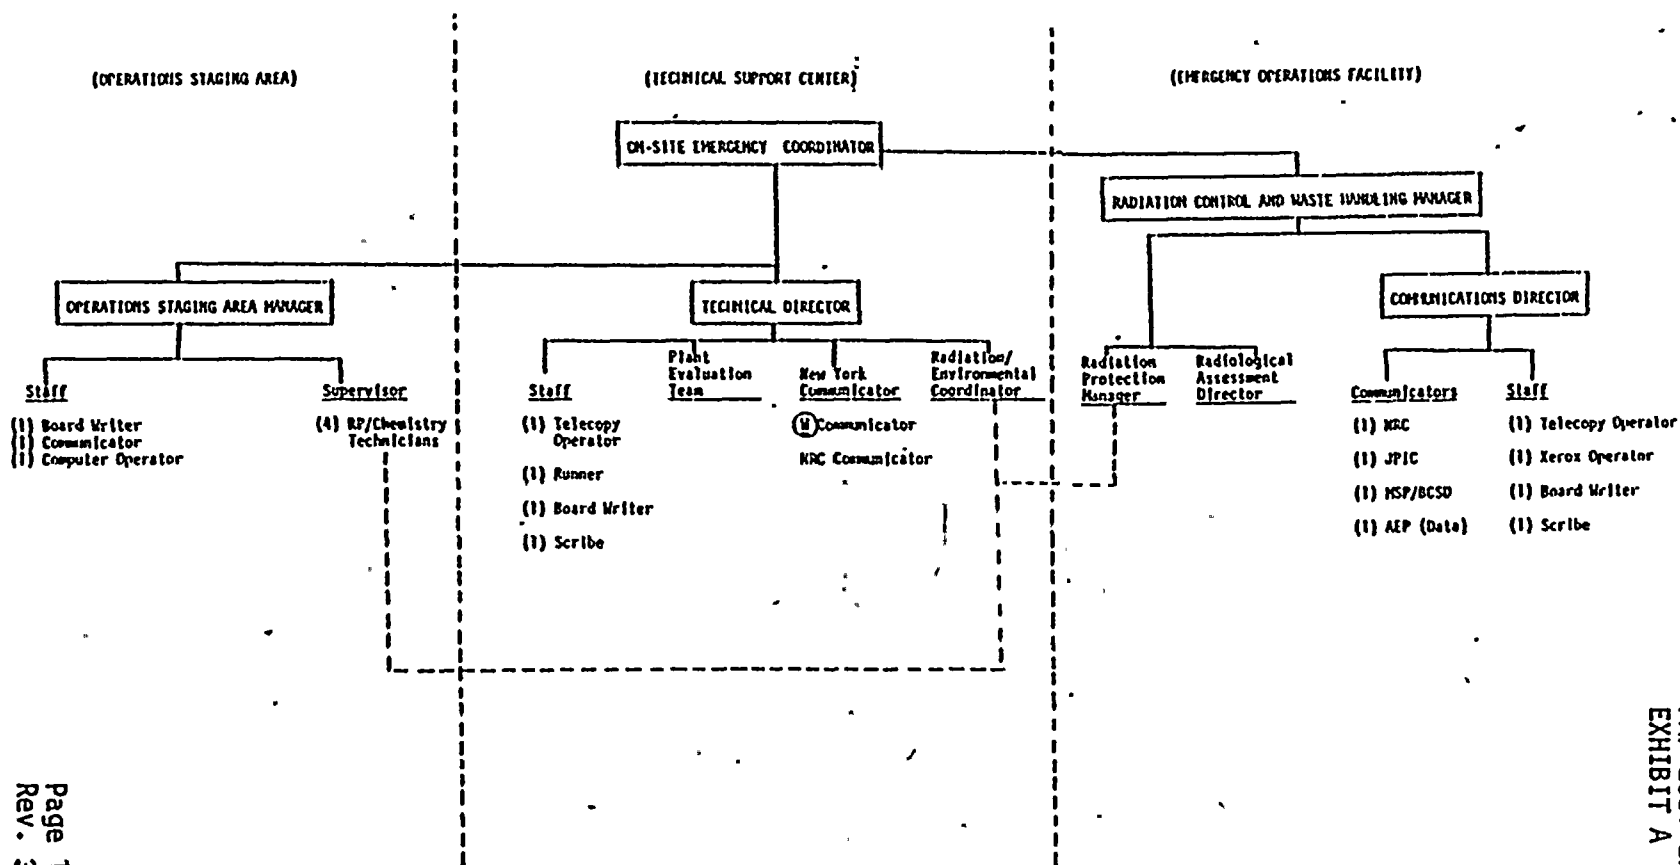 (OPERATIONS STAGING AREA)
(TECHNICAL SUPPORT CENTER)
(EMERGENCY OPERATIONS FACILITY)
ON-SITE EMERGENCY COORDINATOR
RADIATION CONTROL AND WASTE HANDLING MANAGER
OPERATIONS STAGING AREA MANAGER
TECHNICAL DIRECTOR
COMMUNICATIONS DIRECTOR
Staff
(1) Board Writer
(1) Communicator
(1) Computer Operator
Supervisor
(4) RP/Chemistry
Technicians
Staff
(1) Telecopy
Operator
(1) Runner
(1) Board Writer
(1) Scribe
Plant
Evaluation
Team
New York
Communicator
W Communicator
NRC Communicator
Radiation/
Environmental
Coordinator
Radiation
Protection
Manager
Radiological
Assessment
Director
Communicators
(1) NRC
(1) JPIC
(1) MSP/BCSD
(1) AEP (Data)
Staff
(1) Telecopy Operator
(1) Xerox Operator
(1) Board Writer
(1) Scribe
EXHIBIT A
Page
Rev. 3